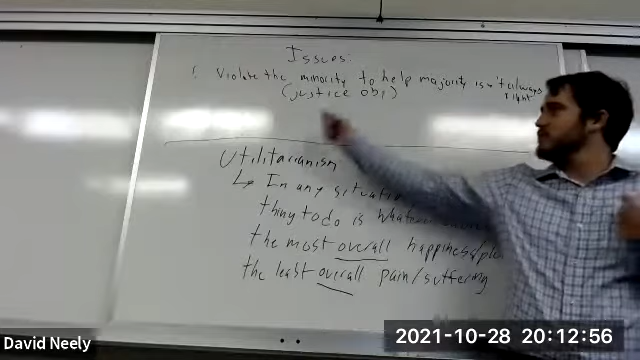 Issues:
1. Violate the minority to help majority isn't always right
(justice obj)
Utilitarianism
↳ In any situation
thing to do is
the most overall happiness/ple
the least overall pain/suffering
David Neely
2021-10-28 20:12:56